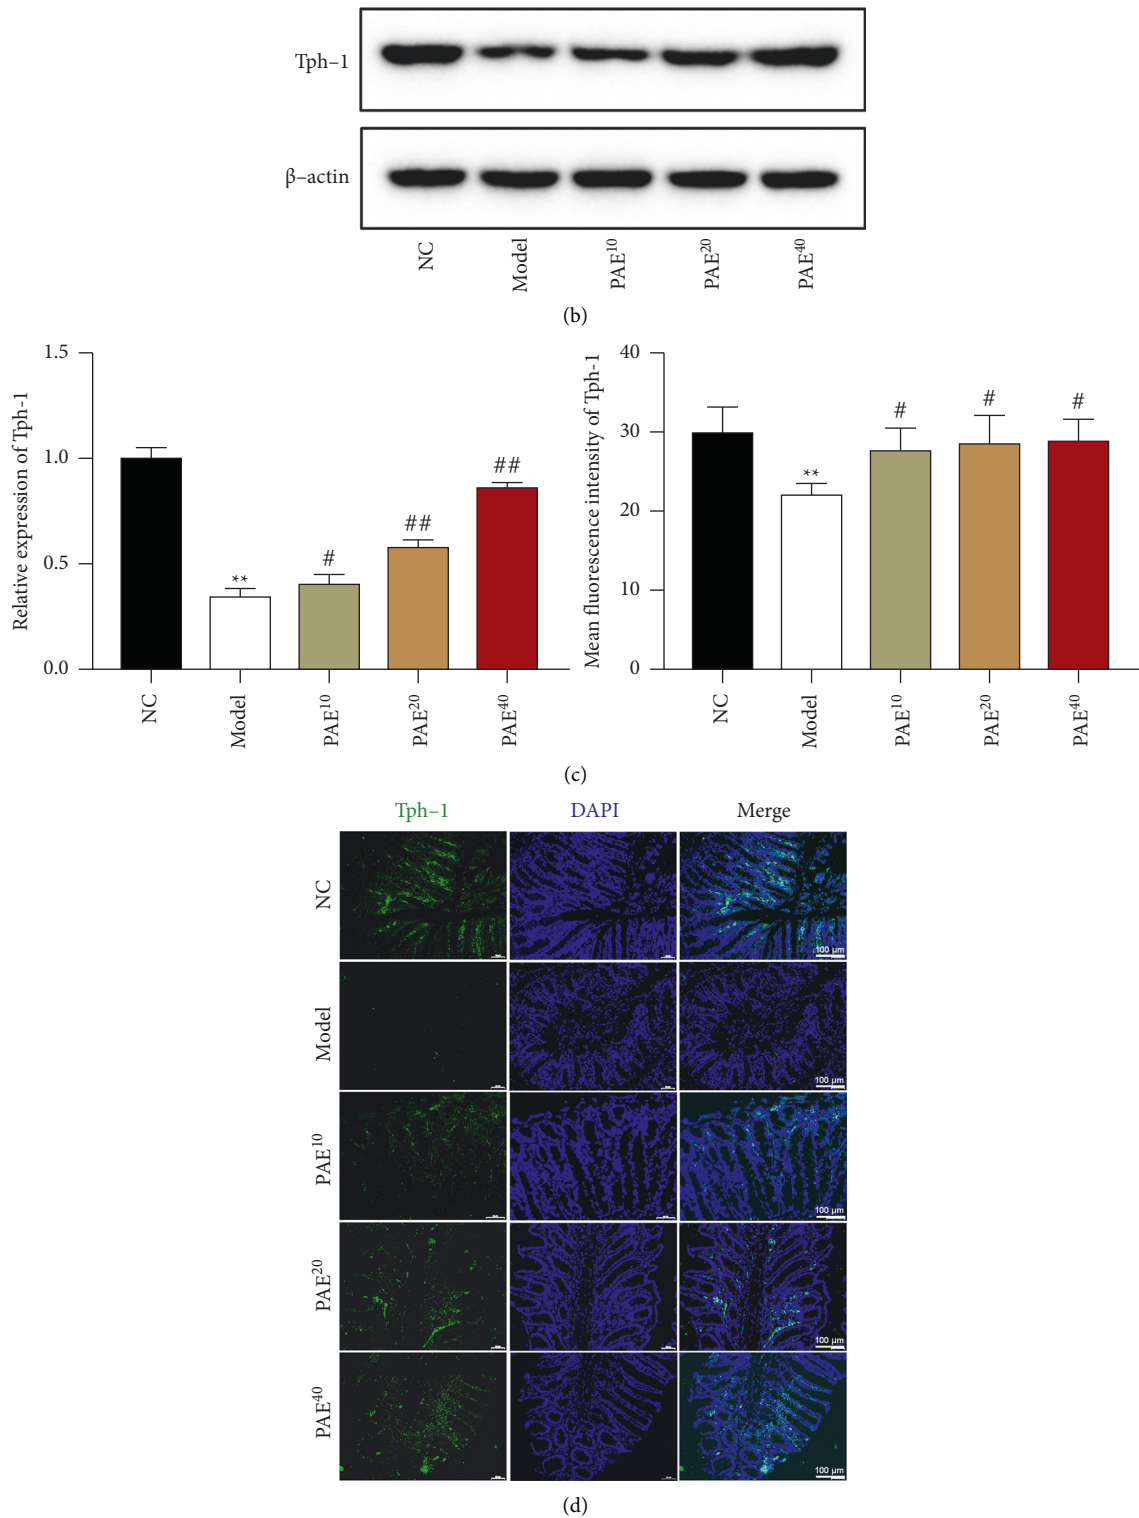 Tph–1
β–actin
NC
Model
PAE¹⁰
PAE²⁰
PAE⁴⁰
(b)
Relative expression of Tph-1
1.5
1.0
0.5
0.0
**
#
##
##
NC
Model
PAE¹⁰
PAE²⁰
PAE⁴⁰
Mean fluorescence intensity of Tph-1
40
30
20
10
0
**
#
#
#
NC
Model
PAE¹⁰
PAE²⁰
PAE⁴⁰
(c)
Tph–1 DAPI Merge
NC
100 µm
Model
100 µm
PAE¹⁰
100 µm
PAE²⁰
100 µm
PAE⁴⁰
100 µm
(d)